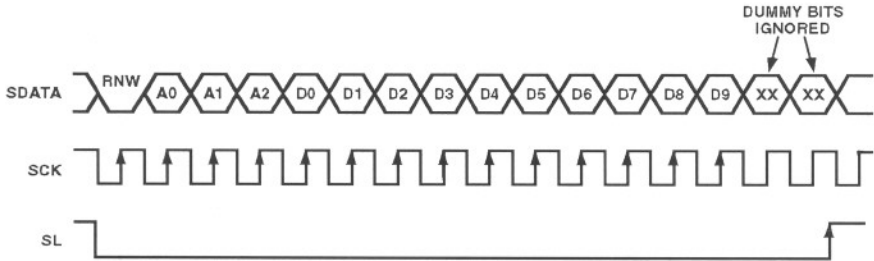 DUMMY BITS
IGNORED
SDATA RNW A0 A1 A2 D0 D1 D2 D3 D4 D5 D6 D7 D8 D9 XX XX
SCK
SL